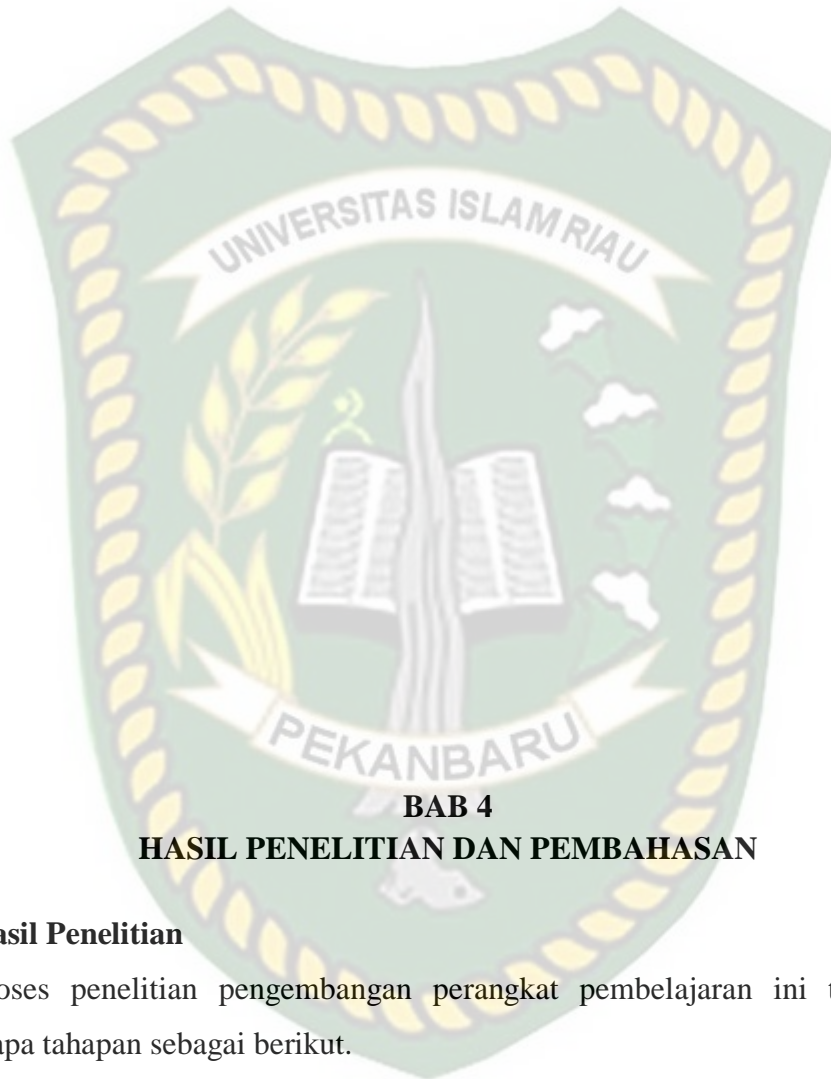 UNIVERSITAS ISLAM RIAU
PEKANBARU
BAB 4
HASIL PENELITIAN DAN PEMBAHASAN
asil Penelitian
oses penelitian pengembangan perangkat pembelajaran ini t
apa tahapan sebagai berikut.